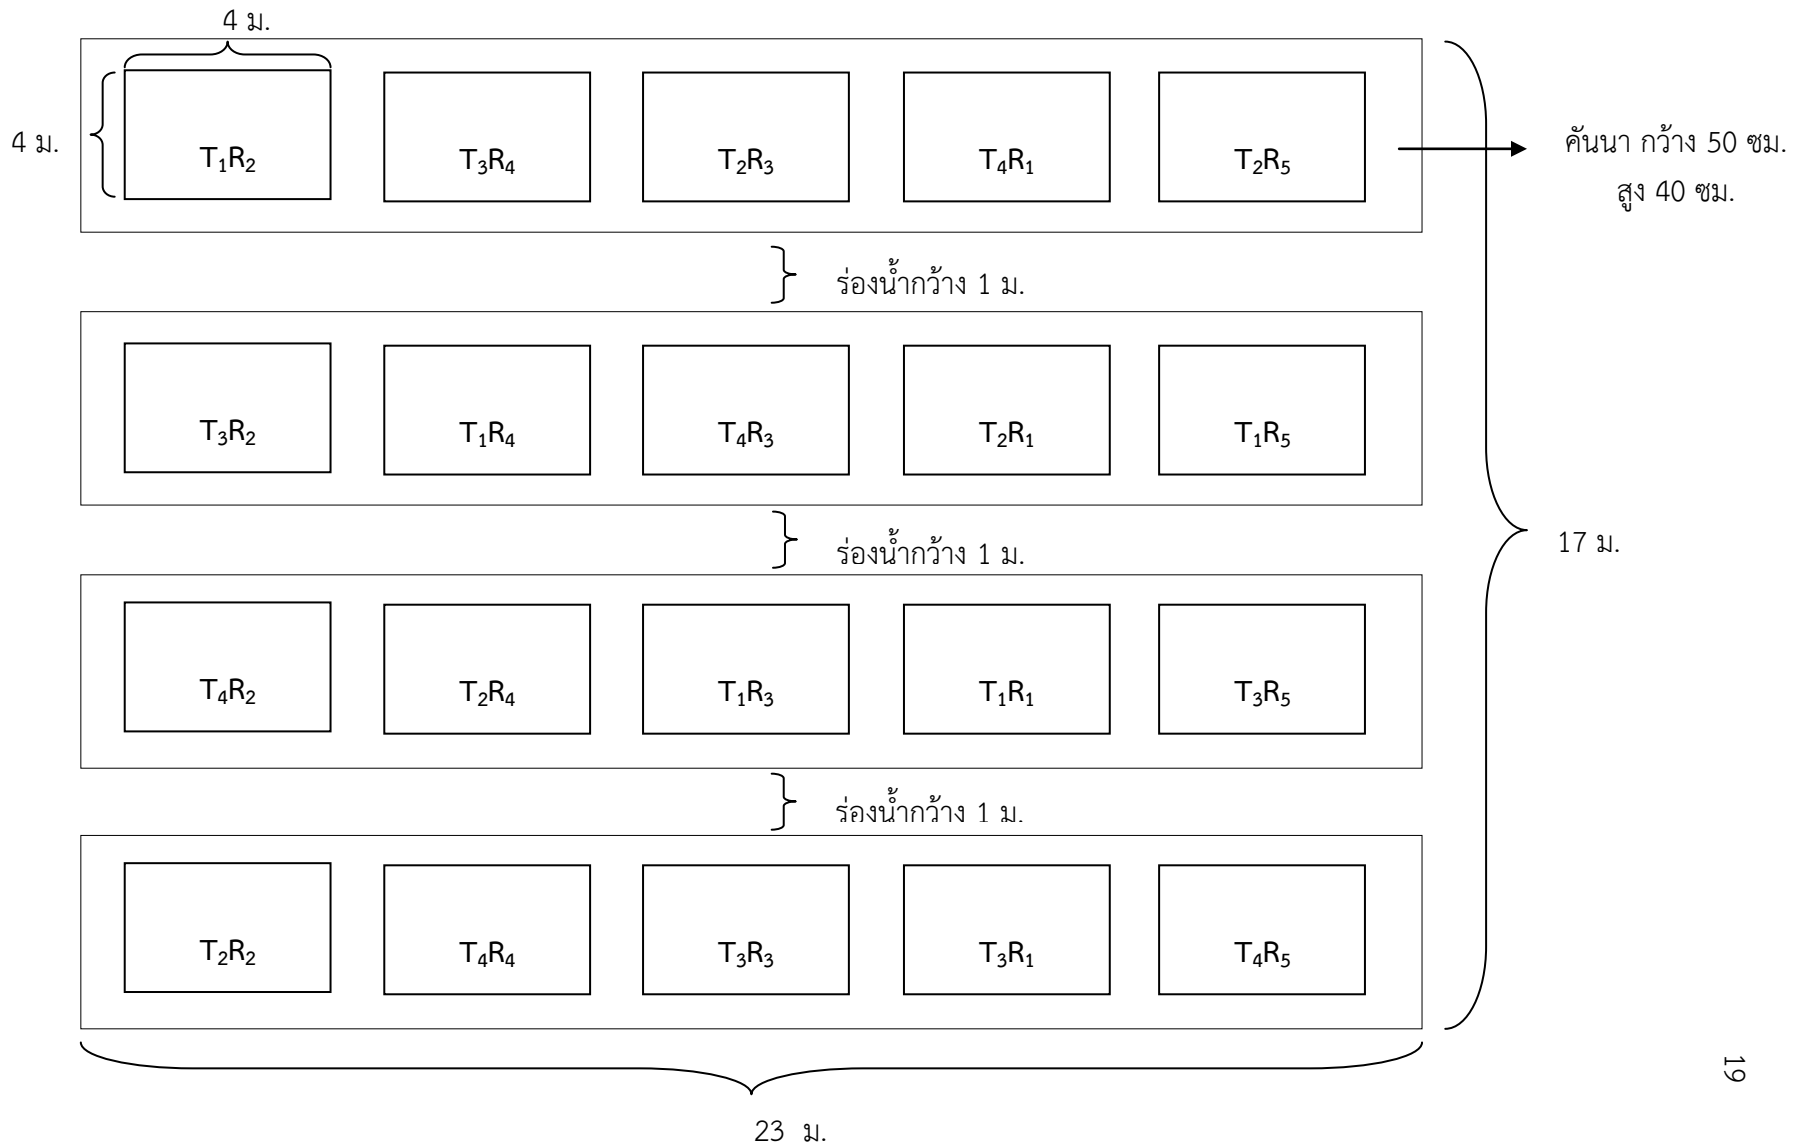 4 ม.
4 ม.
T₁R₂ T₃R₄ T₂R₃ T₄R₁ T₂R₅
คันนา กว้าง 50 ซม.
สูง 40 ซม.
ร่องน้ำกว้าง 1 ม.
T₃R₂ T₁R₄ T₄R₃ T₂R₁ T₁R₅
ร่องน้ำกว้าง 1 ม.
17 ม.
T₄R₂ T₂R₄ T₁R₃ T₁R₁ T₃R₅
ร่องน้ำกว้าง 1 ม.
T₂R₂ T₄R₄ T₃R₃ T₃R₁ T₄R₅
23 ม.
19